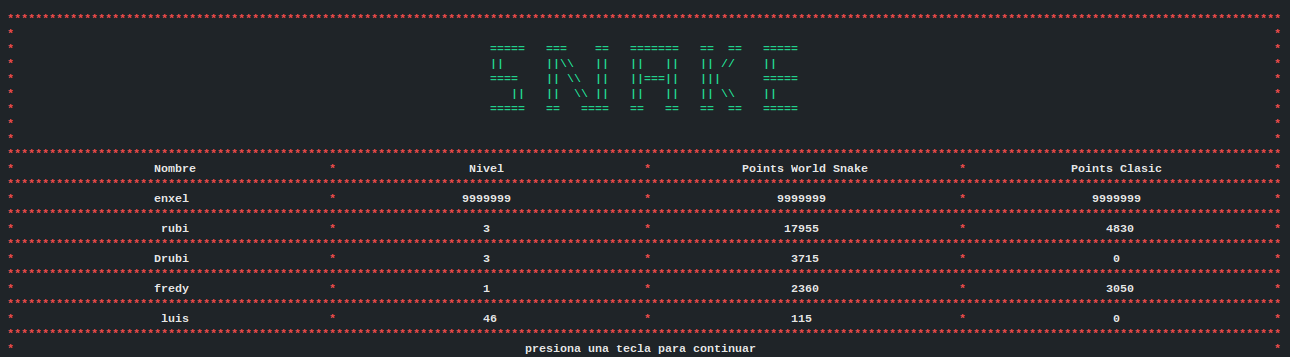 SNAKE
Nombre * Nivel * Points World Snake * Points Clasic
enxel * 9999999 * 9999999 * 9999999
rubi * 3 * 17955 * 4830
Drubi * 3 * 3715 * 0
fredy * 1 * 2360 * 3050
luis * 46 * 115 * 0
presiona una tecla para continuar